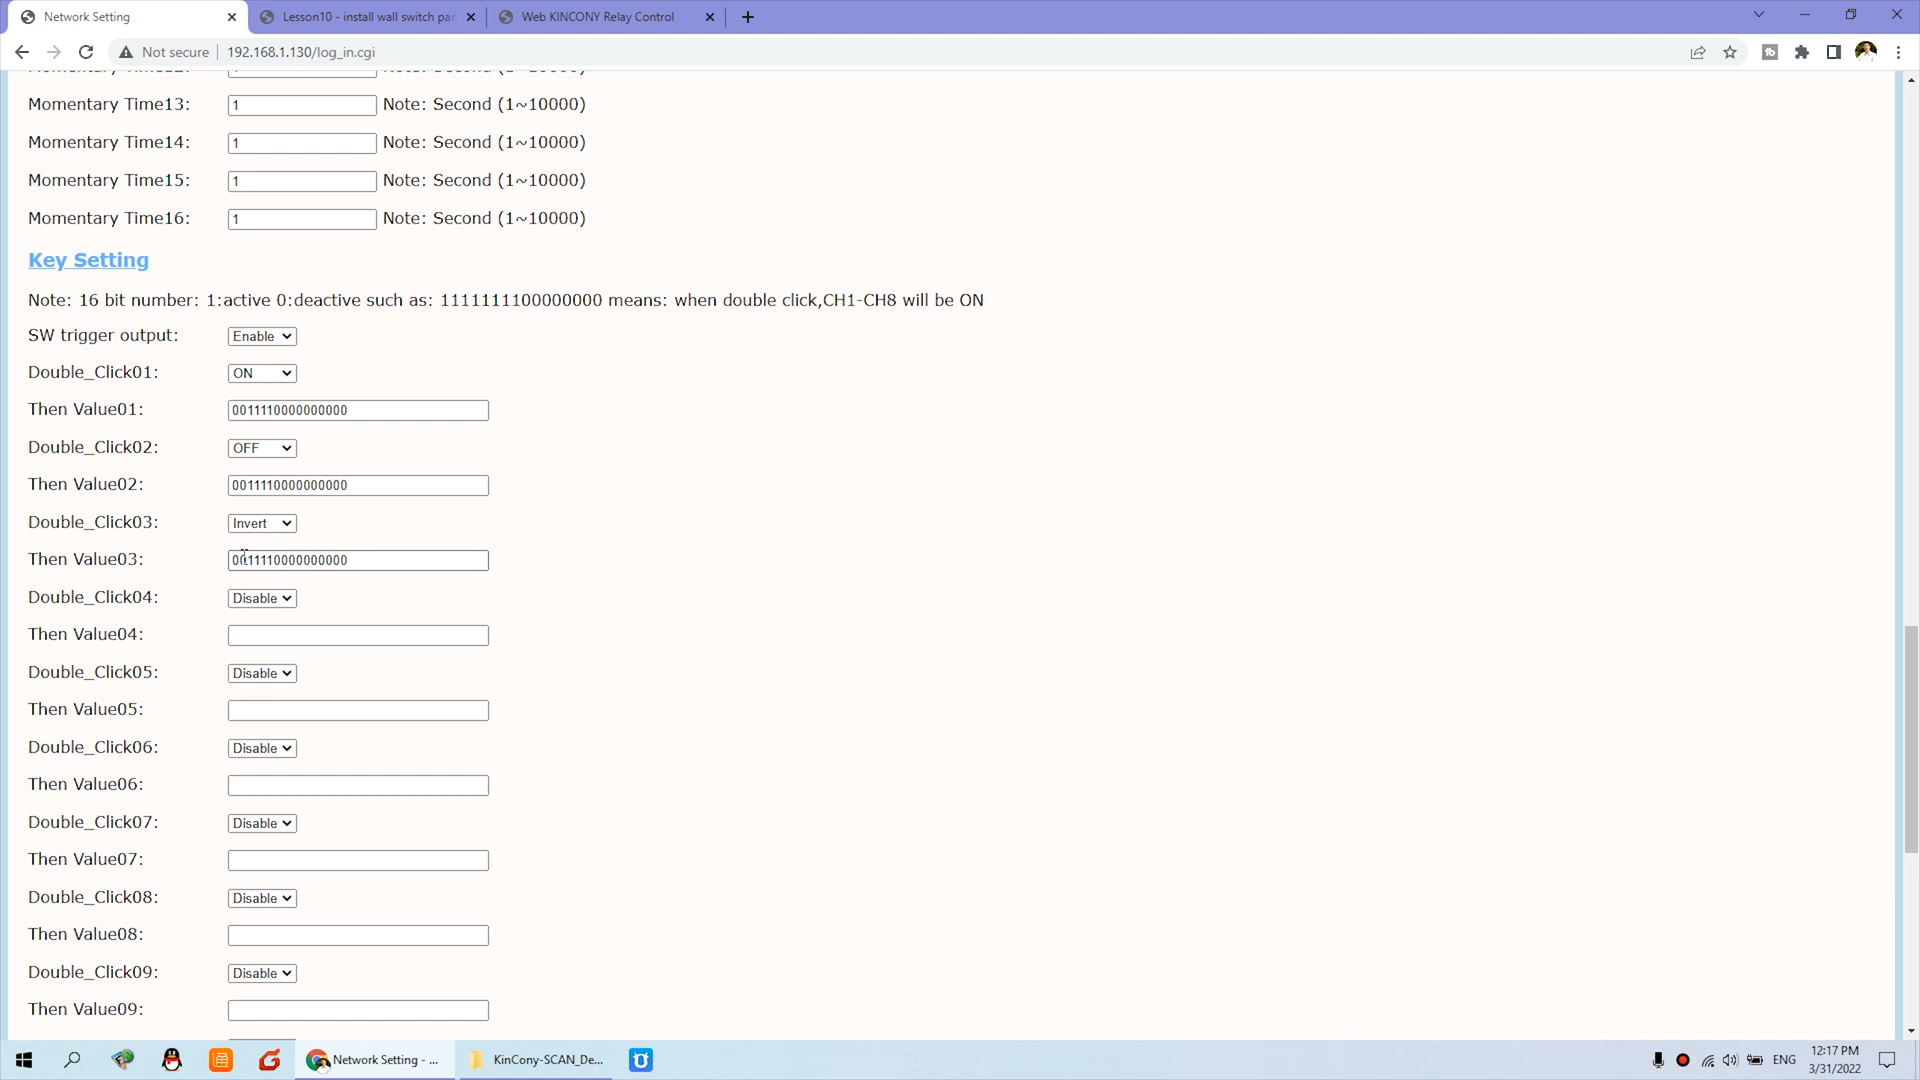 Network Setting
Lesson10 - install wall switch pan
Web KINCONY Relay Control
Not secure
192.168.1.130/log_in.cgi
Note: Second (1~10000)
Momentary Time13:
1
Note: Second (1~10000)
Momentary Time14:
1
Note: Second (1~10000)
Momentary Time15:
1
Note: Second (1~10000)
Momentary Time16:
1
Note: Second (1~10000)
Key Setting
Note: 16 bit number: 1:active 0:deactive such as: 1111111100000000 means: when double click,CH1-CH8 will be ON
SW trigger output: Enable
Double_Click01: ON
Then Value01: 0011110000000000
Double_Click02: OFF
Then Value02: 0011110000000000
Double_Click03: Invert
Then Value03: 0011110000000000
Double_Click04: Disable
Then Value04:
Double_Click05: Disable
Then Value05:
Double_Click06: Disable
Then Value06:
Double_Click07: Disable
Then Value07:
Double_Click08: Disable
Then Value08:
Double_Click09: Disable
Then Value09:
Network Setting - ...
KinCony-SCAN_De...
ENG
12:17 PM
3/31/2022